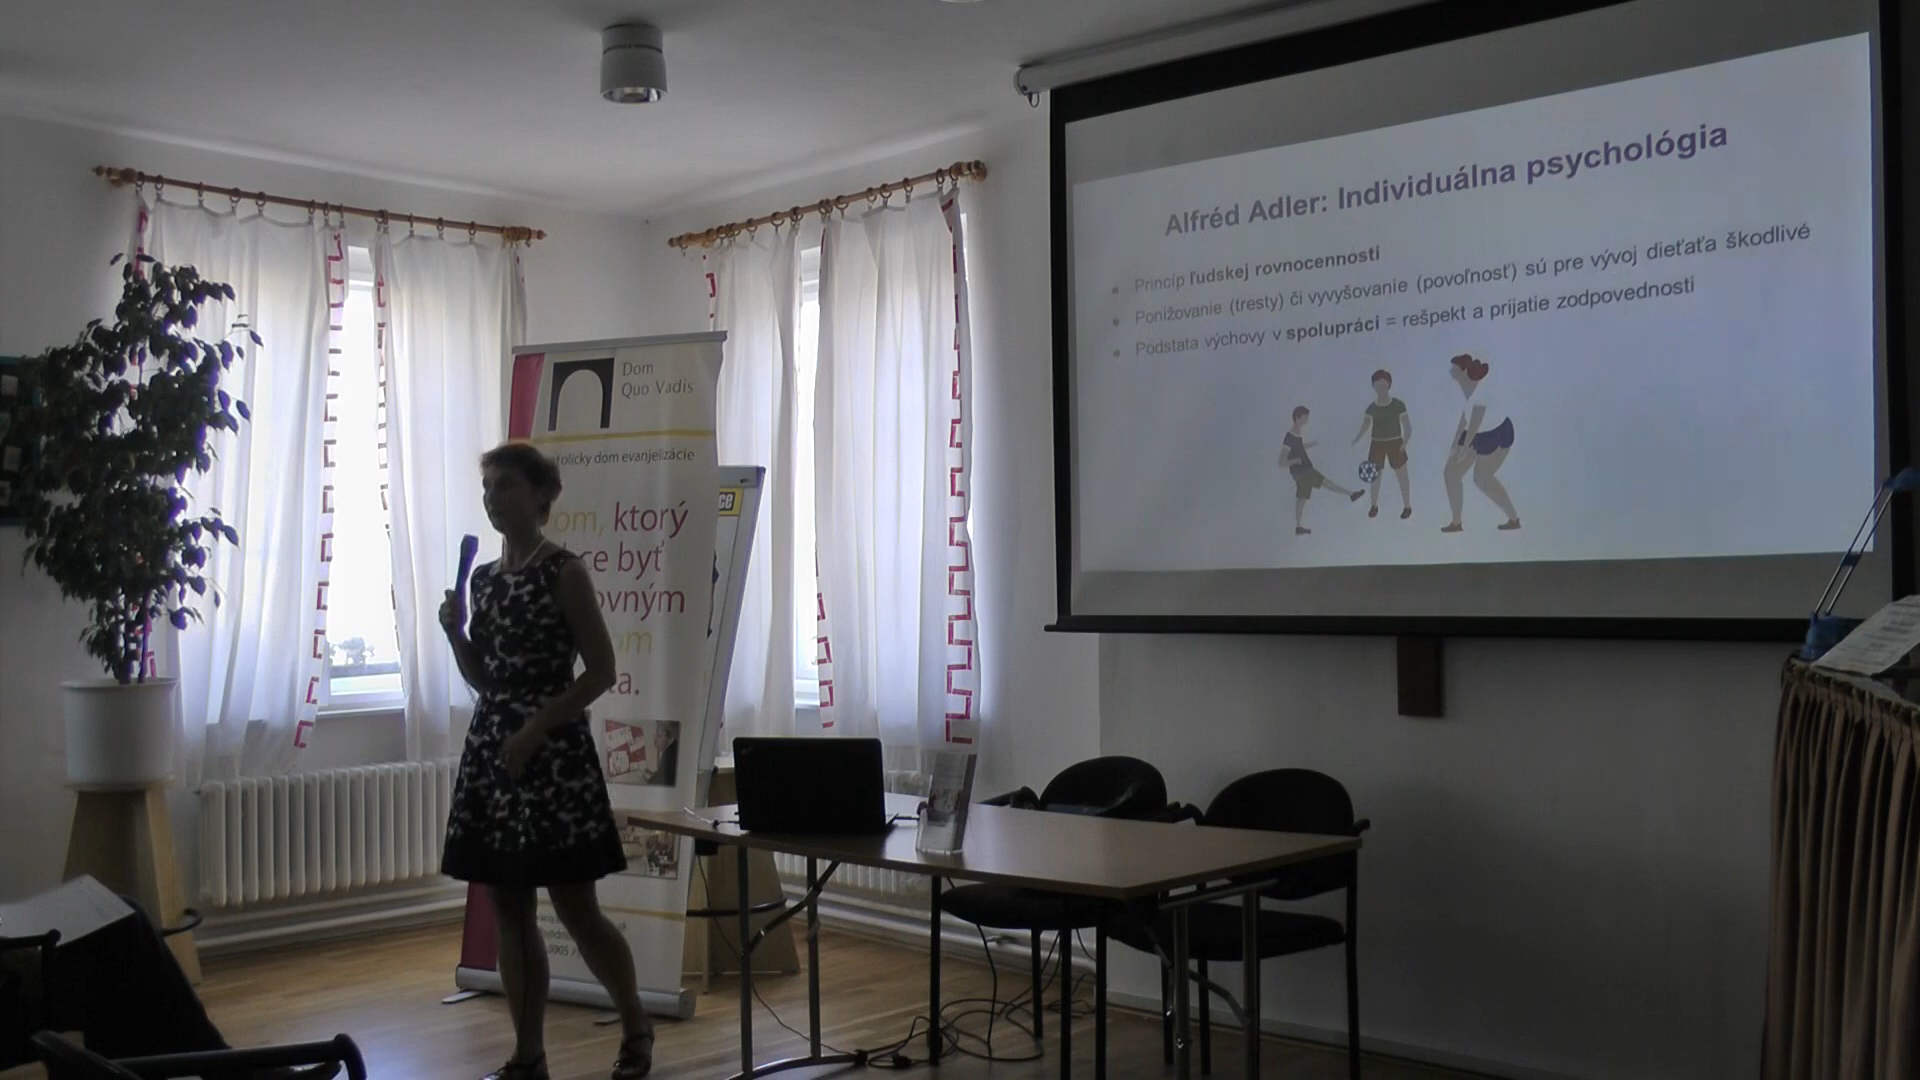 Alfréd Adler: Individuálna psychológia
Princíp ľudskej rovnocennosti
Ponižovanie (tresty) či vyvyšovanie (povoľnosť) sú pre vývoj dieťaťa škodlivé
Podstata výchovy v spolupráci = rešpekt a prijatie zodpovednosti
Dom
Quo Vadis
dom evanjelizácie
ktorý
byť